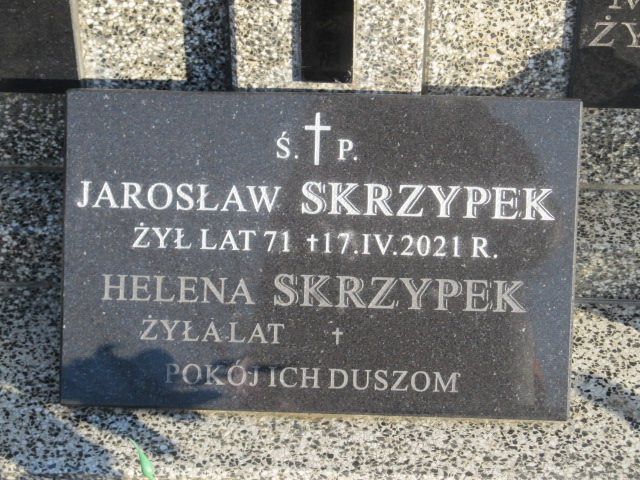 Ś. † P.
JAROSŁAW SKRZYPEK
ŻYŁ LAT 71 †17.IV.2021 R.
HELENA SKRZYPEK
ŻYŁA LAT †
POKÓJ ICH DUSZOM